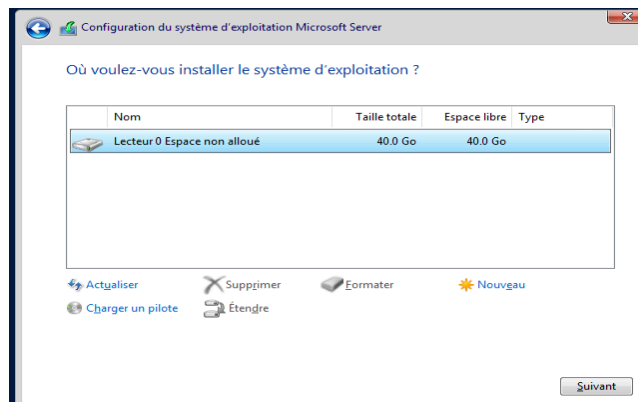 Configuration du système d'exploitation Microsoft Server
Où voulez-vous installer le système d'exploitation ?
Nom Taille totale Espace libre Type
Lecteur 0 Espace non alloué 40.0 Go 40.0 Go
Actualiser Supprimer Formater Nouveau
Charger un pilote Étendre
Suivant